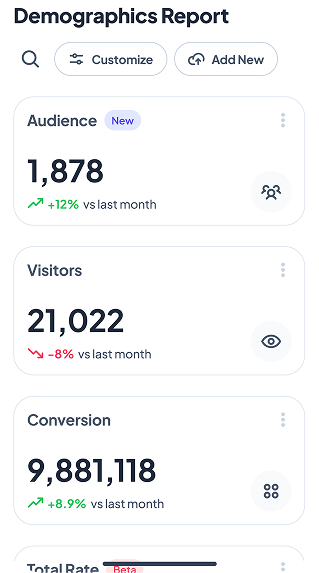 Demographics Report
Customize
Add New
Audience New
1,878
+12% vs last month
Visitors
21,022
-8% vs last month
Conversion
9,881,118
+8.9% vs last month
Total Rate Beta